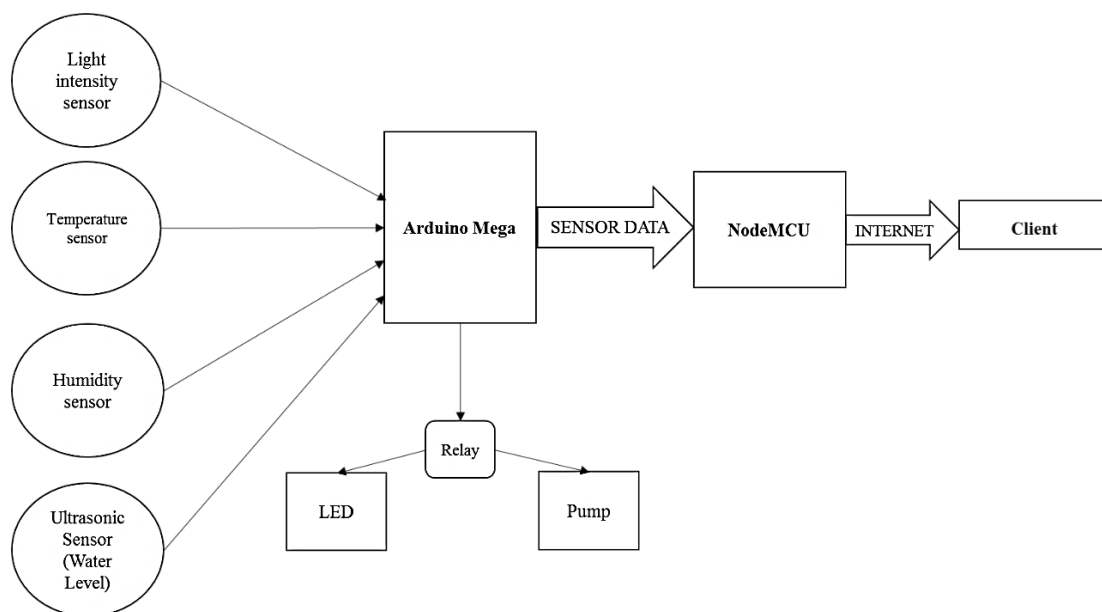 Light
intensity
sensor
Temperature
sensor
Humidity
sensor
Ultrasonic
Sensor
(Water
Level)
Arduino Mega
SENSOR DATA
NodeMCU
INTERNET
Client
Relay
LED
Pump